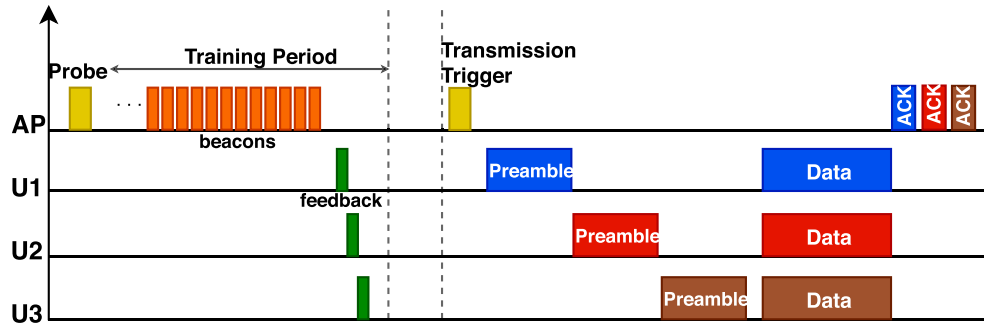 Training Period
Transmission
Trigger
Probe
. . .
AP
beacons
ACK
ACK
ACK
U1
Preamble
Data
feedback
U2
Preamble
Data
U3
Preamble
Data